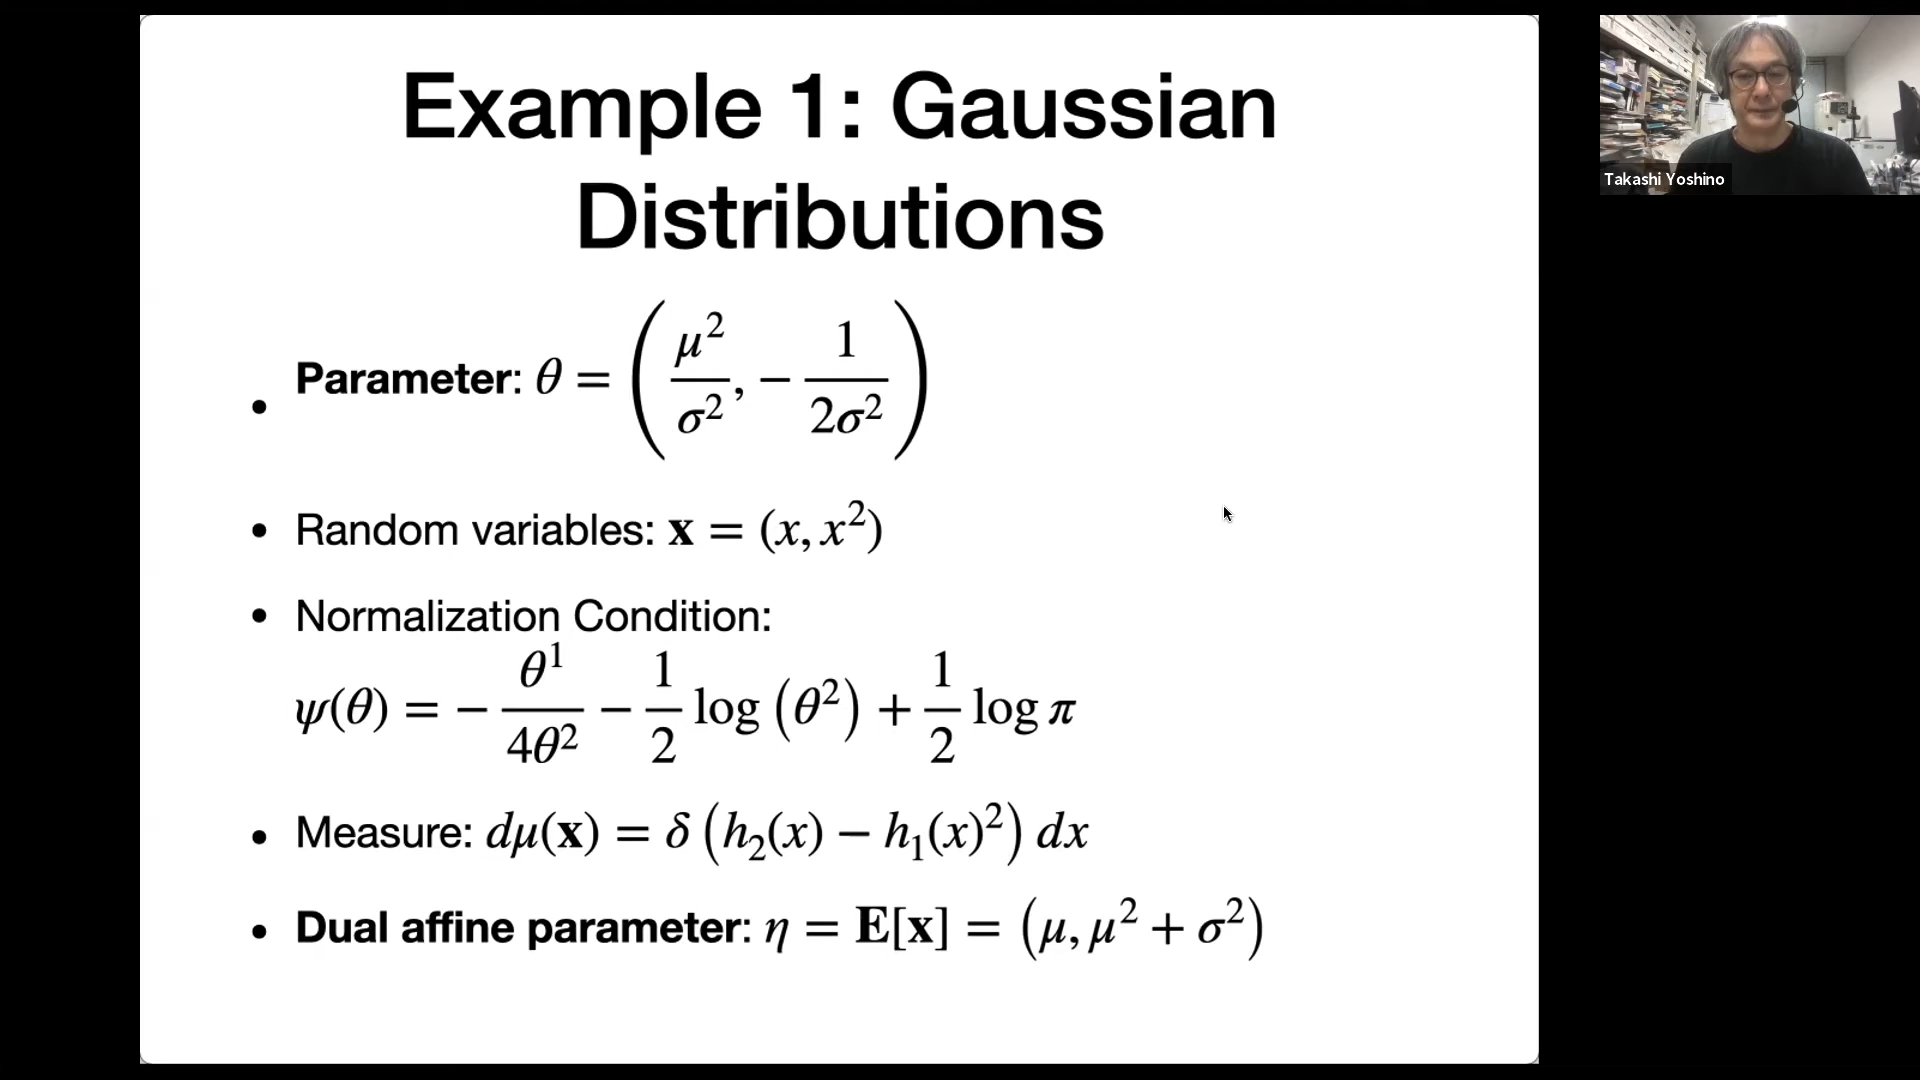 Example 1: Gaussian
Distributions
• Parameter: θ = (μ²/σ², − 1/2σ²)
• Random variables: 𝐱 = (x, x²)
• Normalization Condition:
ψ(θ) = − θ¹/4θ² − 1/2 log (θ²) + 1/2 log π
• Measure: dμ(𝐱) = δ (h₂(x) − h₁(x)²) dx
• Dual affine parameter: η = 𝐄[𝐱] = (μ, μ² + σ²)
Takashi Yoshino